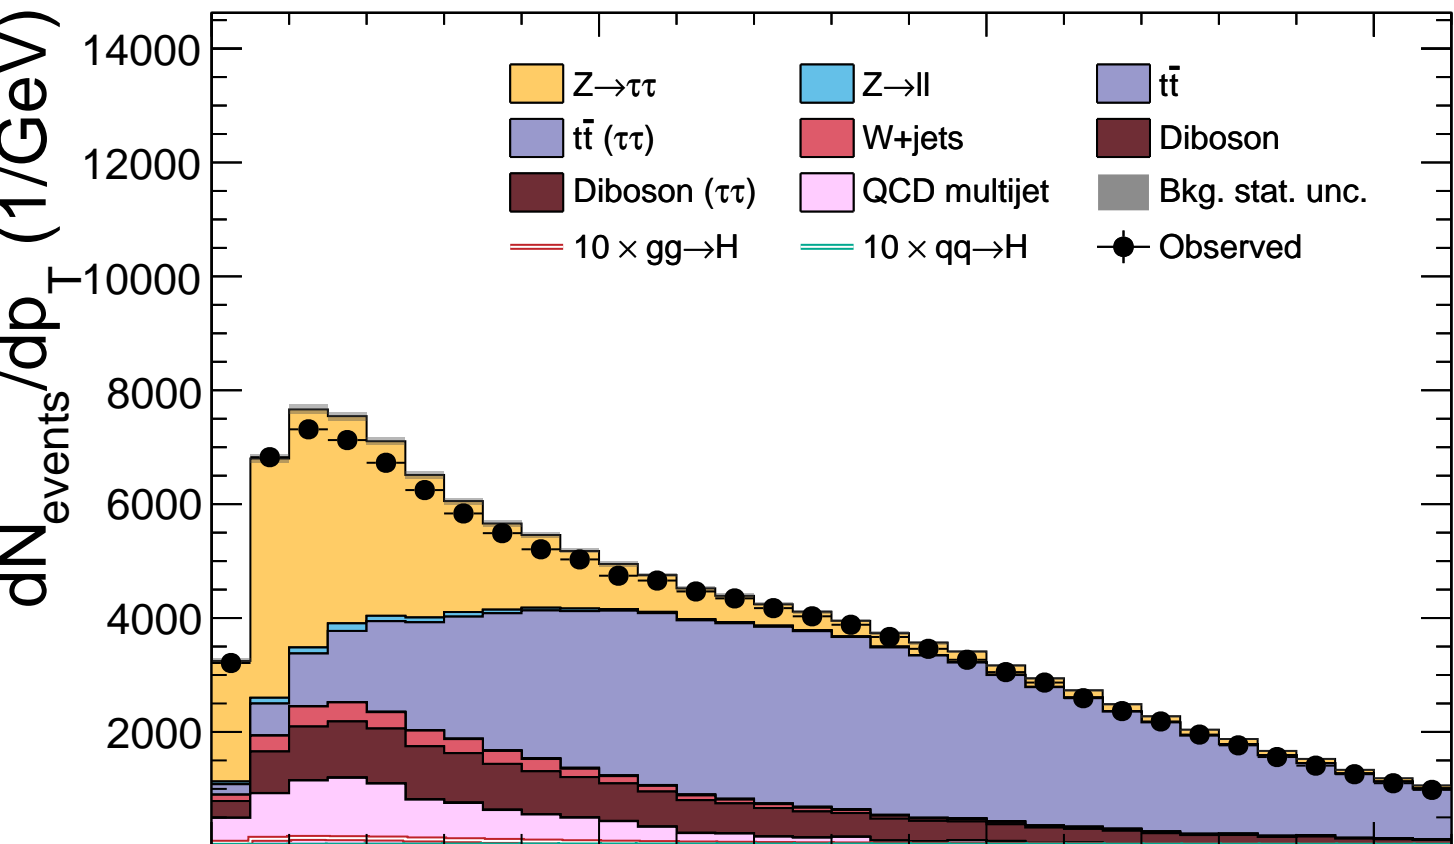 dN_events/dp_T (1/GeV)
14000
12000
10000
8000
6000
4000
2000
Z→ττ Z→ll tt̄
tt̄ (ττ) W+jets Diboson
Diboson (ττ) QCD multijet Bkg. stat. unc.
10 × gg→H 10 × qq→H Observed